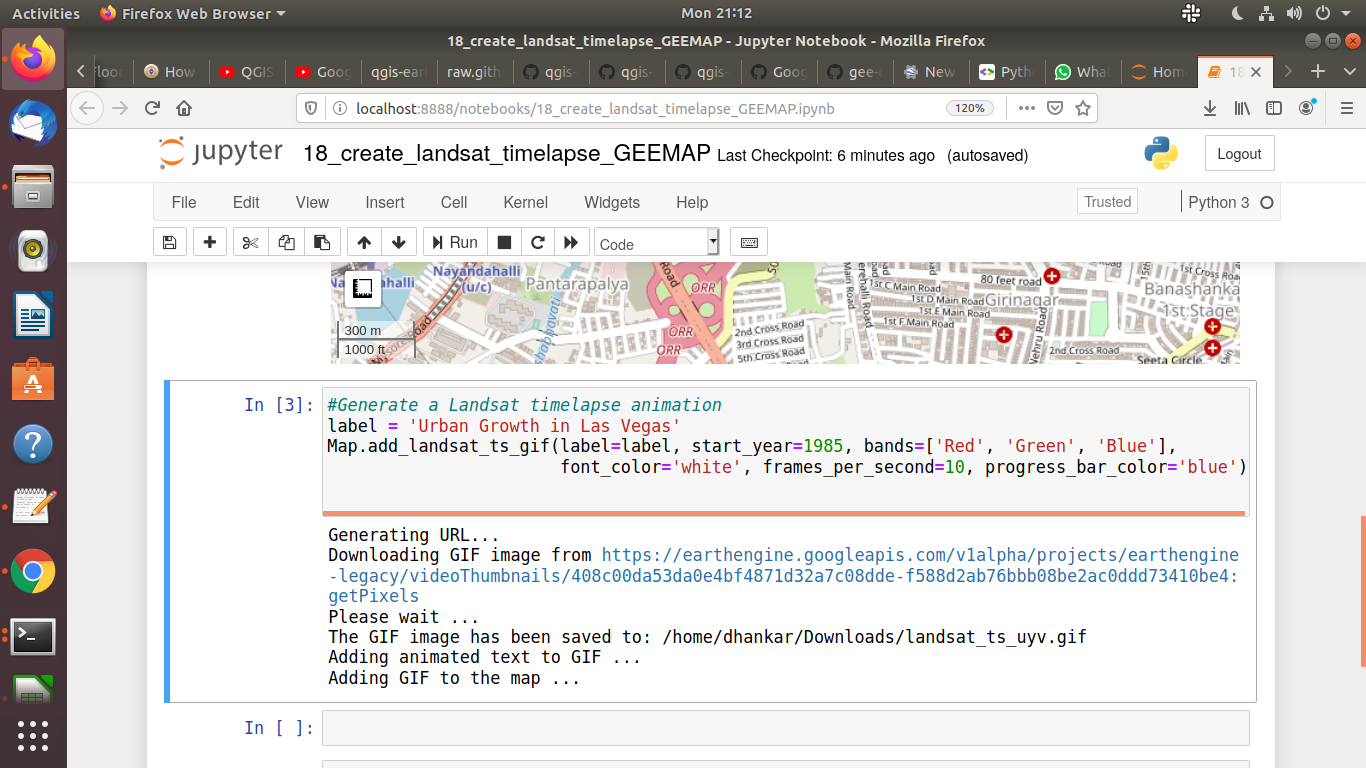 Activities Firefox Web Browser Mon 21:12
18_create_landsat_timelapse_GEEMAP - Jupyter Notebook - Mozilla Firefox
How QGIS Goog qgis-ear raw.gith qgis- qgis- qgis- Goog gee-c New Pyth What Hom 18
localhost:8888/notebooks/18_create_landsat_timelapse_GEEMAP.ipynb 120%
jupyter 18_create_landsat_timelapse_GEEMAP Last Checkpoint: 6 minutes ago (autosaved) Logout
File Edit View Insert Cell Kernel Widgets Help Trusted Python 3
Run Code
Nayandahalli
(u/c)
Pantarapalya
300 m
1000 ft
Road
ORR
ORR
ORR
2nd Cross Road
3rd Cross Road
5th Cross Road
Main Road
80 feet road
1st C Main Road
1st D Main Road
1st E Main Road
1st F Main Road
Girinagar
Nehru Road
2nd Cross Road
1st Cross Road
Banashanka
1st Stage
Seeta Circle
In [3]: #Generate a Landsat timelapse animation
label = 'Urban Growth in Las Vegas'
Map.add_landsat_ts_gif(label=label, start_year=1985, bands=['Red', 'Green', 'Blue'],
font_color='white', frames_per_second=10, progress_bar_color='blue')
Generating URL...
Downloading GIF image from https://earthengine.googleapis.com/v1alpha/projects/earthengine
-legacy/videoThumbnails/408c00da53da0e4bf4871d32a7c08dde-f588d2ab76bbb08be2ac0ddd73410be4:
getPixels
Please wait ...
The GIF image has been saved to: /home/dhankar/Downloads/landsat_ts_uyv.gif
Adding animated text to GIF ...
Adding GIF to the map ...
In [ ]: